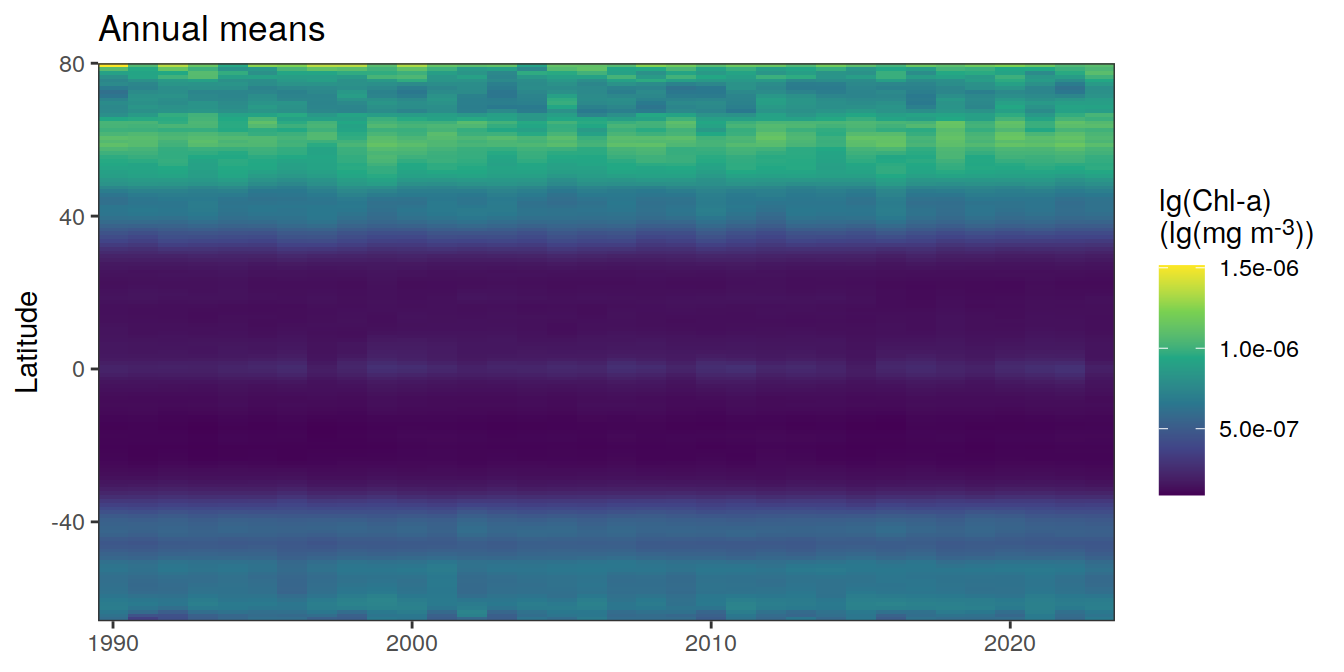 Annual means
80
40
0
-40
Latitude
1990
2000
2010
2020
lg(Chl-a)
(lg(mg m⁻³))
1.5e-06
1.0e-06
5.0e-07